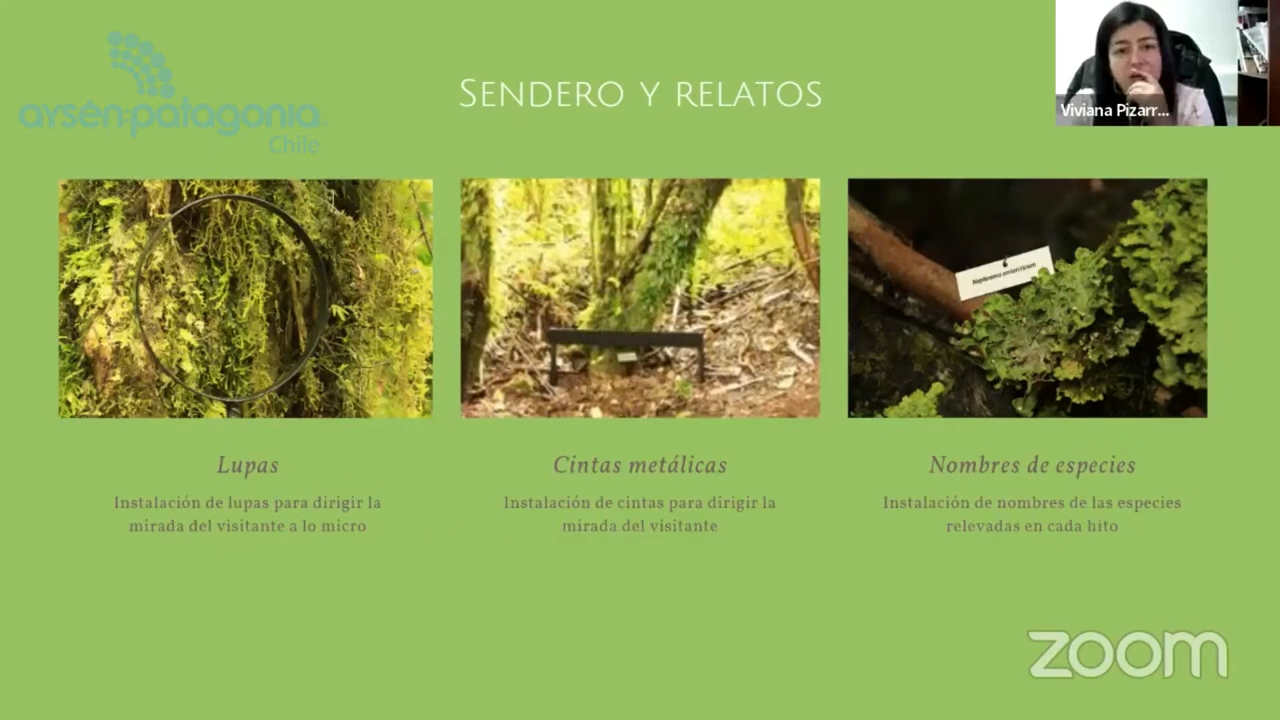 aysén·patagonia
Chile
SENDERO Y RELATOS
Viviana Pizarr...
Nephroma antarcticum
Lupas
Instalación de lupas para dirigir la
mirada del visitante a lo micro
Cintas metálicas
Instalación de cintas para dirigir la
mirada del visitante
Nombres de especies
Instalación de nombres de las especies
relevadas en cada hito
zoom